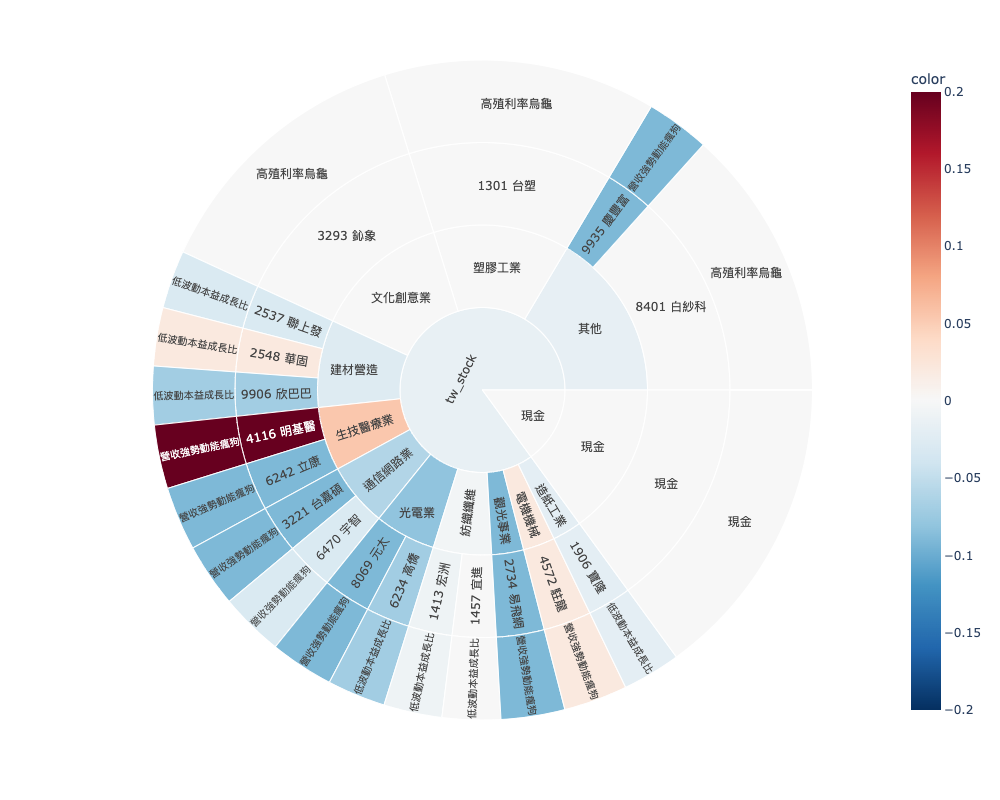 color
0.2
0.15
0.1
0.05
0
−0.05
−0.1
−0.15
−0.2
tw_stock
其他
8401 白紗科
高殖利率烏龜
9935 慶豐富
營收強勢動能瘋狗
塑膠工業
1301 台塑
高殖利率烏龜
文化創意業
3293 鈊象
高殖利率烏龜
建材營造
2537 聯上發
低波動本益成長比
2548 華固
低波動本益成長比
9906 欣巴巴
低波動本益成長比
生技醫療業
4116 明基醫
營收強勢動能瘋狗
6242 立康
營收強勢動能瘋狗
通信網路業
3221 台嘉碩
營收強勢動能瘋狗
6470 宇智
營收強勢動能瘋狗
光電業
8069 元太
營收強勢動能瘋狗
6234 高僑
低波動本益成長比
紡織纖維
1413 宏洲
低波動本益成長比
1457 宜進
低波動本益成長比
觀光事業
2734 易飛網
營收強勢動能瘋狗
電機機械
4572 駐龍
營收強勢動能瘋狗
造紙工業
1906 寶隆
低波動本益成長比
現金
現金
現金
現金